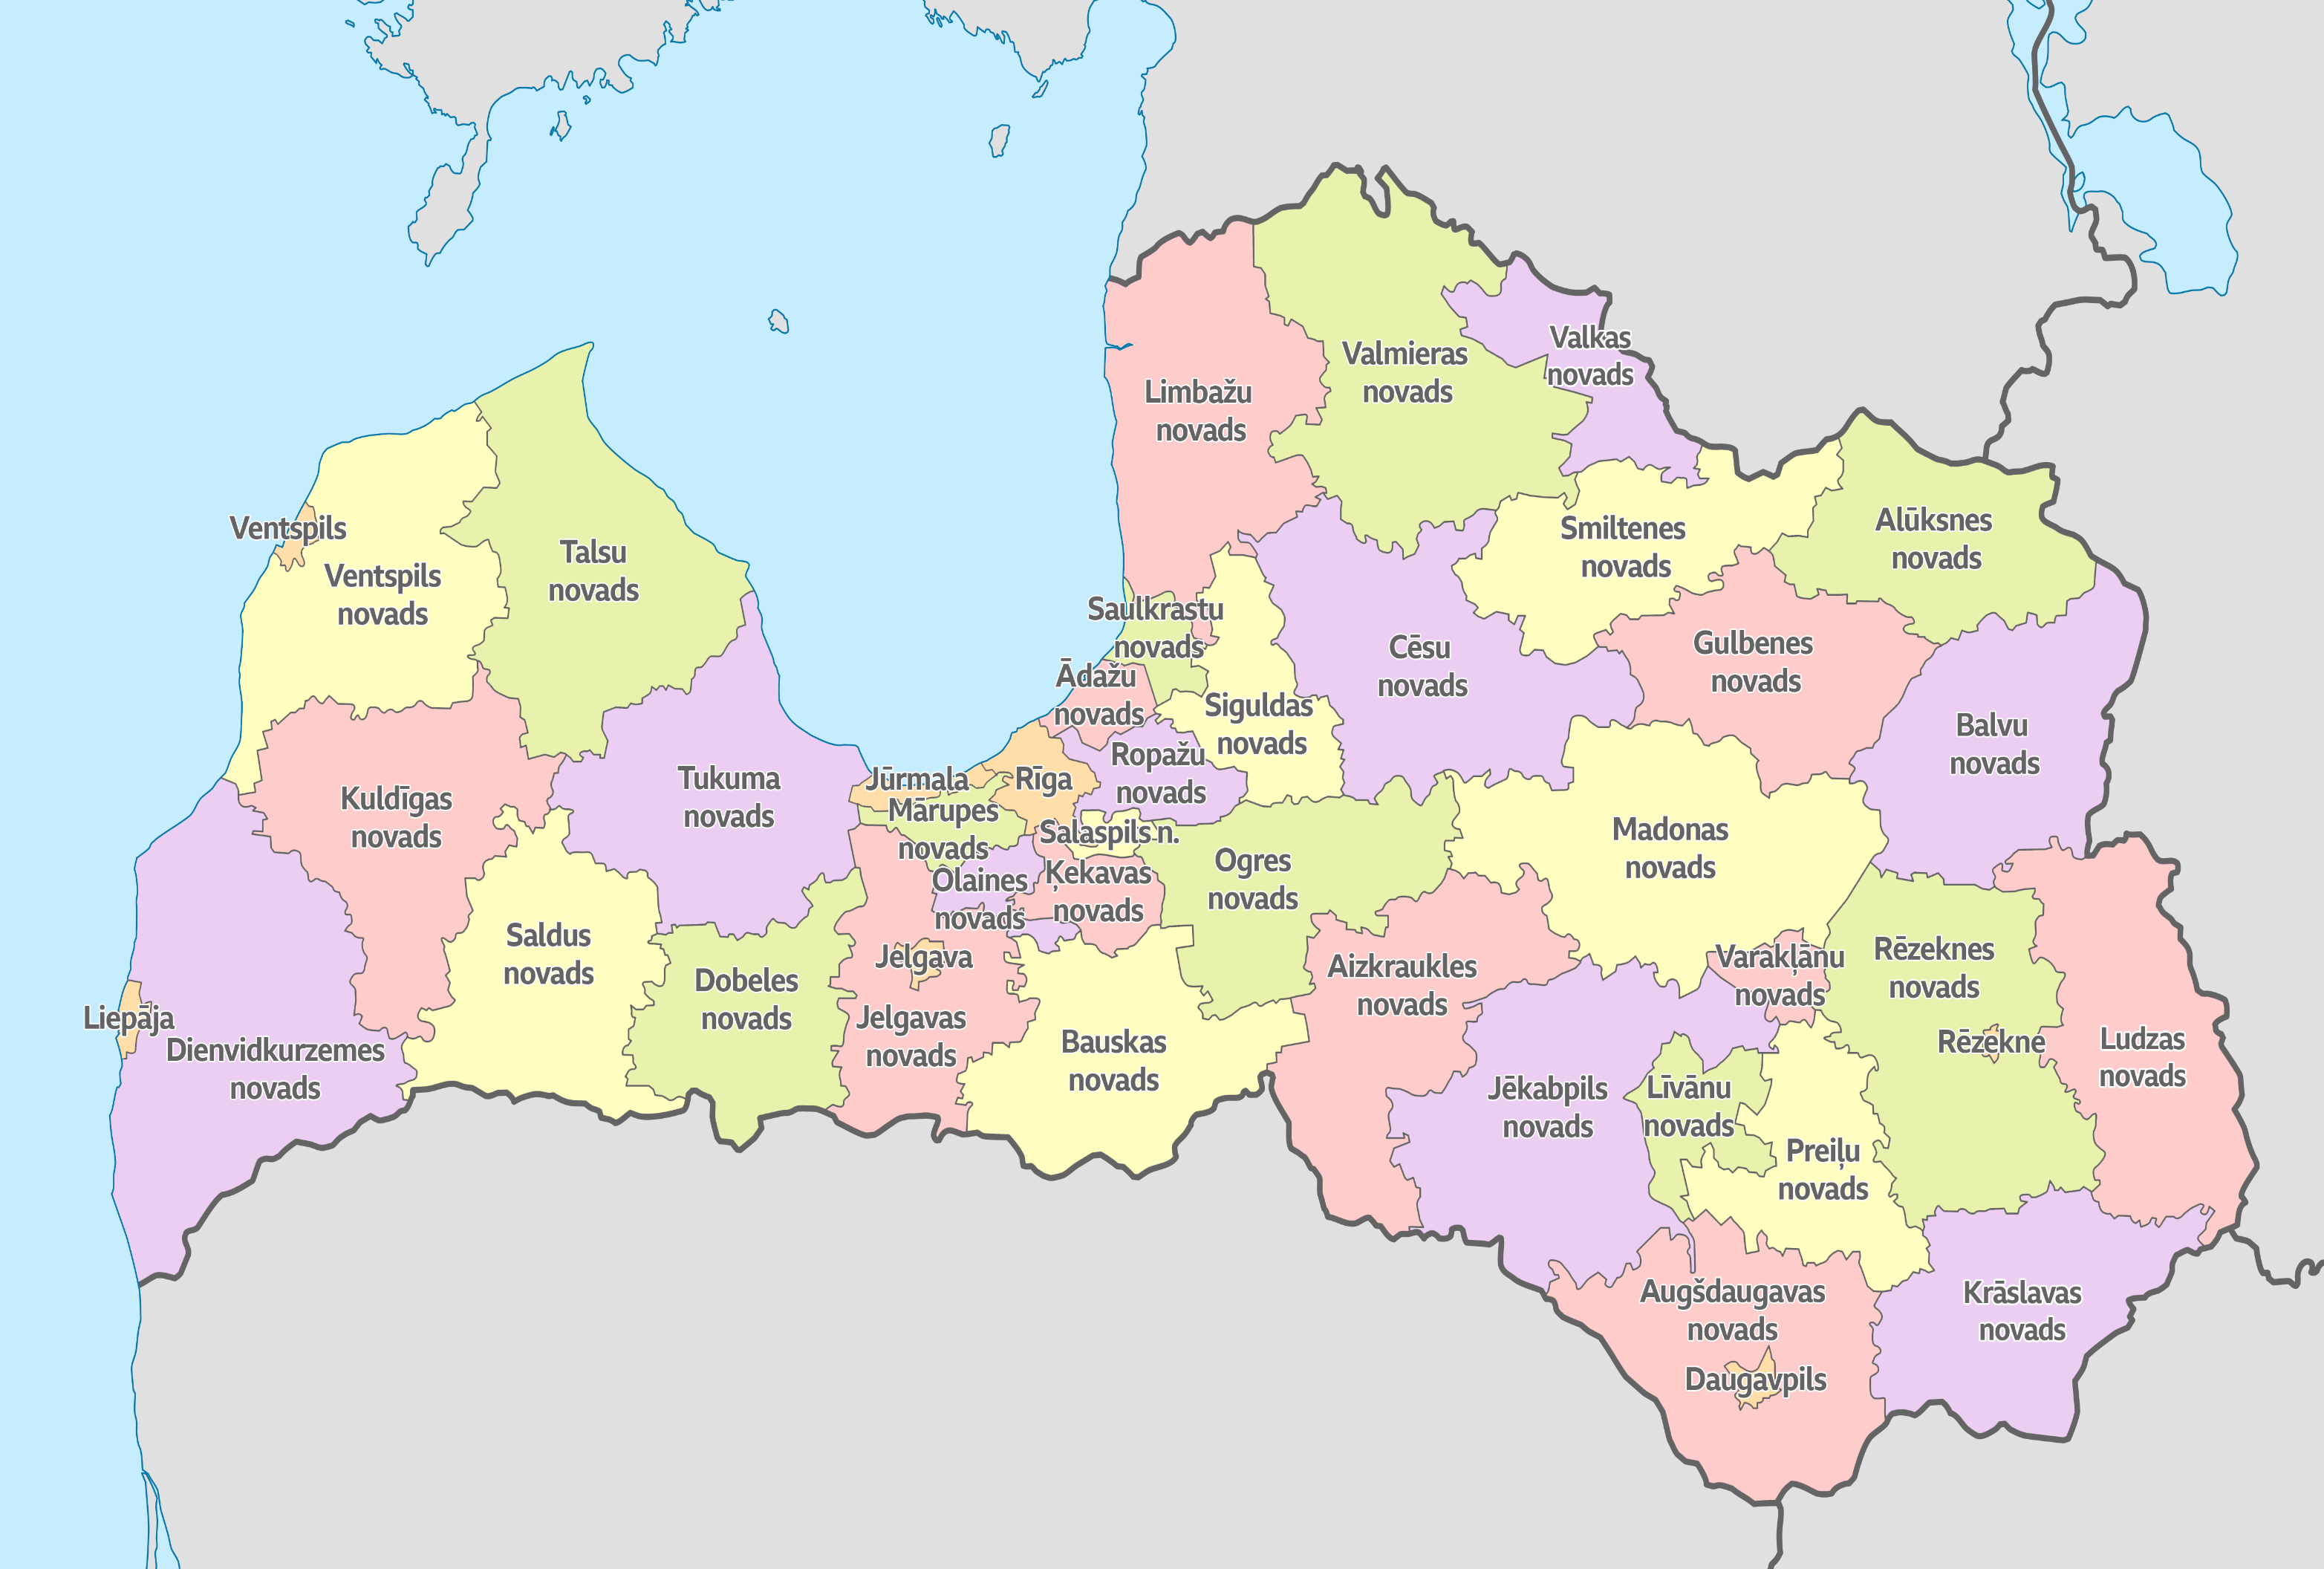 Valkas
novads
Valmieras
novads
Limbažu
novads
Ventspils
Alūksnes
novads
Smiltenes
novads
Talsu
novads
Ventspils
novads
Saulkrastu
novads
Cēsu
novads
Gulbenes
novads
Ādažu
novads
Siguldas
novads
Balvu
novads
Ropažu
novads
Tukuma
novads
Jūrmala
Rīga
Kuldīgas
novads
Mārupes
novads
Salaspils n.
Madonas
novads
Ogres
novads
Olaines
novads
Ķekavas
novads
Saldus
novads
Jelgava
Varakļānu
novads
Rēzeknes
novads
Aizkraukles
novads
Dobeles
novads
Liepāja
Jelgavas
novads
Bauskas
novads
Rēzekne
Ludzas
novads
Dienvidkurzemes
novads
Jēkabpils
novads
Līvānu
novads
Preiļu
novads
Augšdaugavas
novads
Krāslavas
novads
Daugavpils